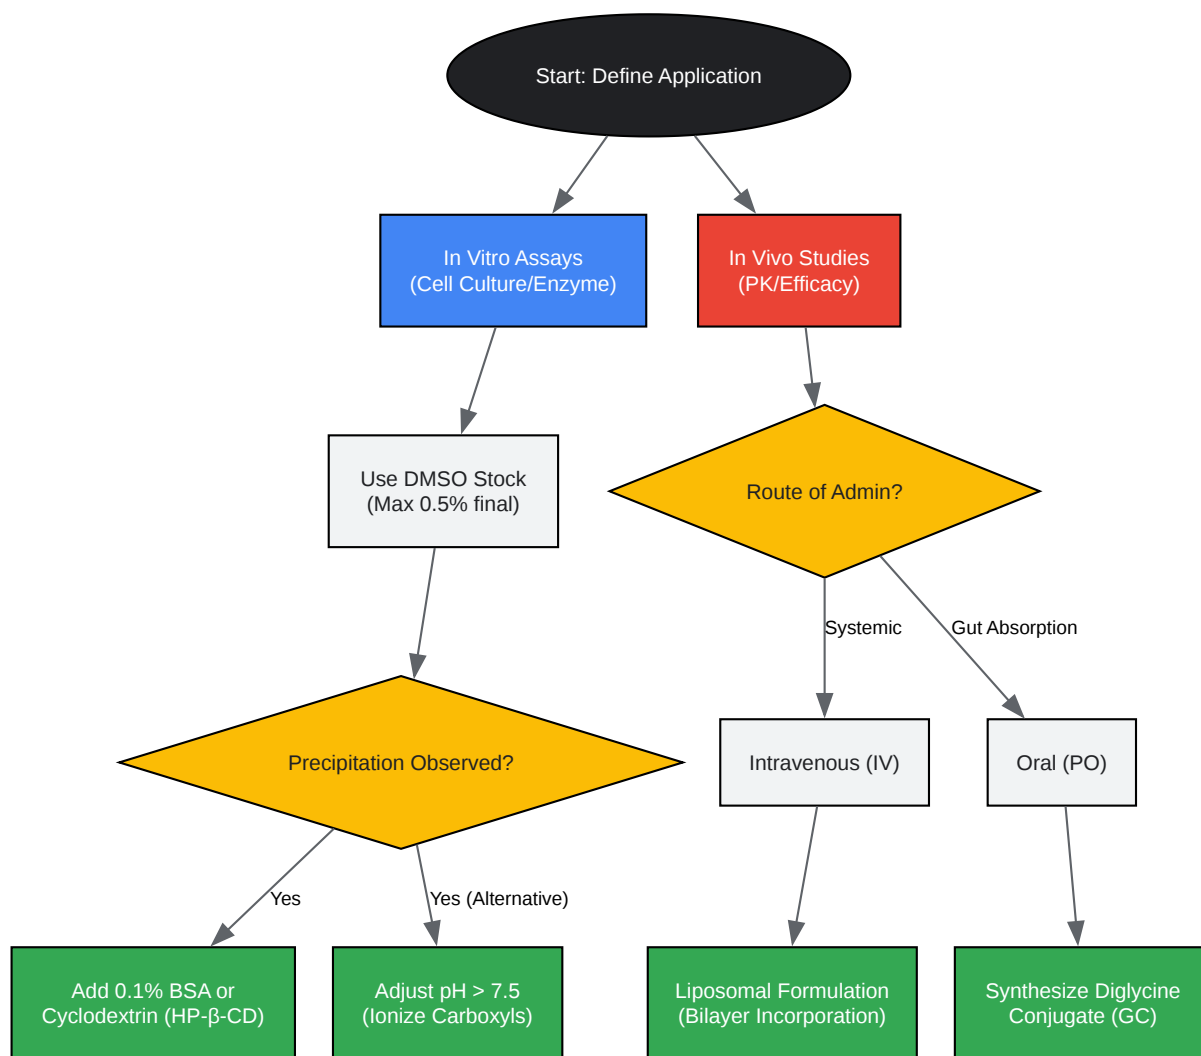 Start: Define Application
In Vitro Assays
(Cell Culture/Enzyme)
In Vivo Studies
(PK/Efficacy)
Use DMSO Stock
(Max 0.5% final)
Route of Admin?
Systemic
Gut Absorption
Precipitation Observed?
Intravenous (IV)
Oral (PO)
Yes
Yes (Alternative)
Add 0.1% BSA or
Cyclodextrin (HP-β-CD)
Adjust pH > 7.5
(Ionize Carboxyls)
Liposomal Formulation
(Bilayer Incorporation)
Synthesize Diglycine
Conjugate (GC)